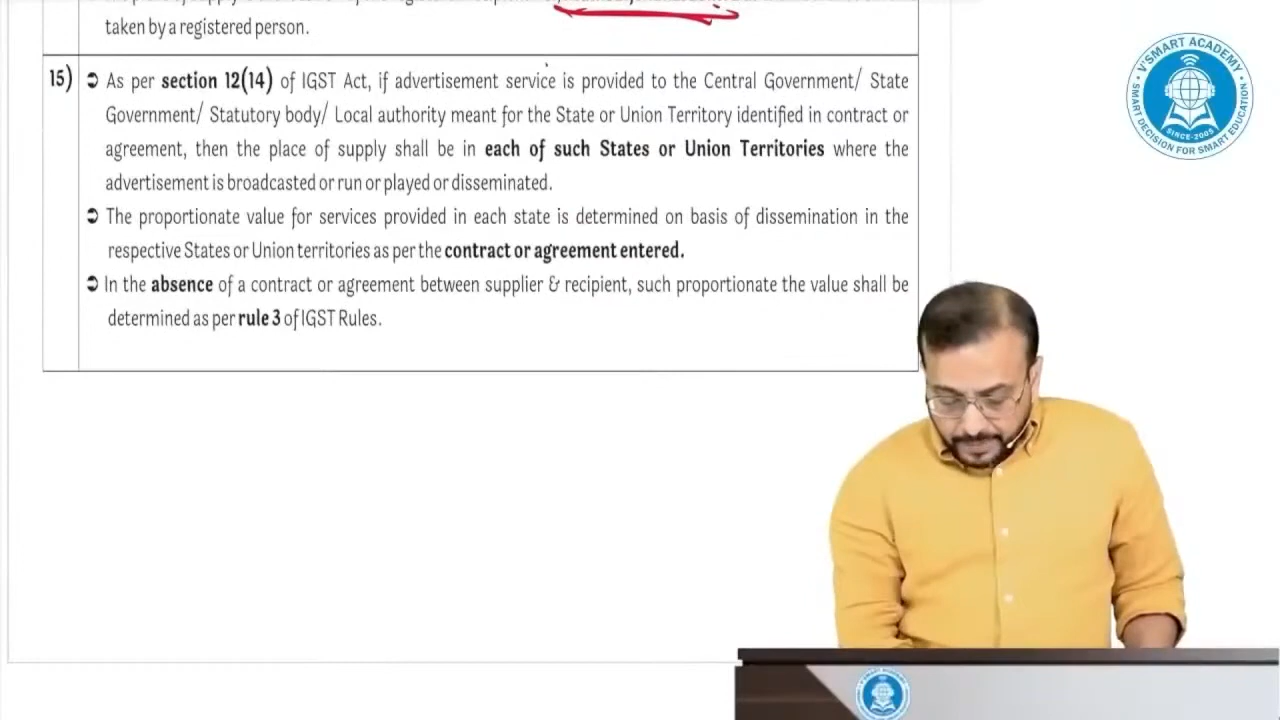 taken by a registered person.
15) ➲ As per section 12(14) of IGST Act, if advertisement service is provided to the Central Government/ State
Government/ Statutory body/ Local authority meant for the State or Union Territory identified in contract or
agreement, then the place of supply shall be in each of such States or Union Territories where the
advertisement is broadcasted or run or played or disseminated.
➲ The proportionate value for services provided in each state is determined on basis of dissemination in the
respective States or Union territories as per the contract or agreement entered.
➲ In the absence of a contract or agreement between supplier & recipient, such proportionate the value shall be
determined as per rule 3 of IGST Rules.
V'SMART ACADEMY
SINCE-2005
SMART DECISION FOR SMART EDUCATION